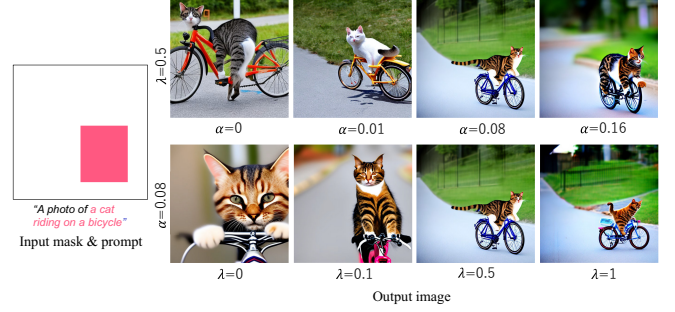 λ=0.5
α=0
α=0.01
α=0.08
α=0.16
"A photo of a cat
riding on a bicycle"
Input mask & prompt
α=0.08
λ=0
λ=0.1
λ=0.5
λ=1
Output image